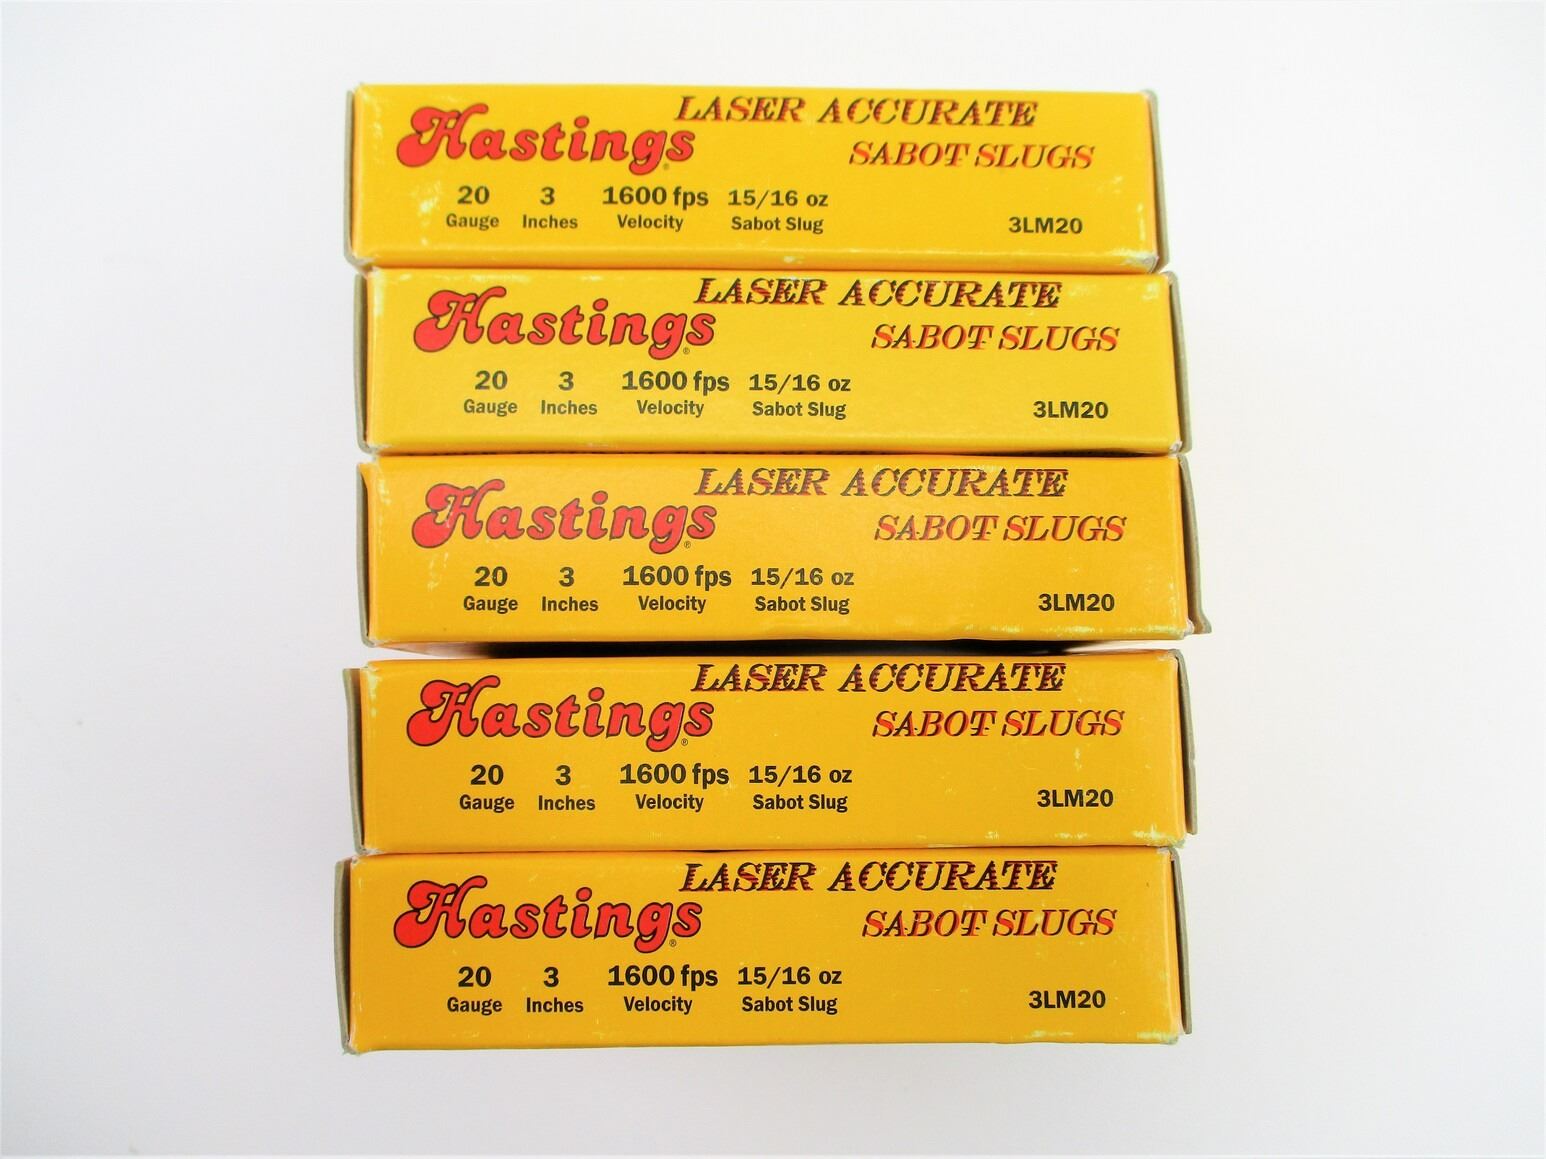 Hastings® LASER ACCURATE
SABOT SLUGS
20 3 1600 fps 15/16 oz
Gauge Inches Velocity Sabot Slug 3LM20
Hastings® LASER ACCURATE
SABOT SLUGS
20 3 1600 fps 15/16 oz
Gauge Inches Velocity Sabot Slug 3LM20
Hastings® LASER ACCURATE
SABOT SLUGS
20 3 1600 fps 15/16 oz
Gauge Inches Velocity Sabot Slug 3LM20
Hastings® LASER ACCURATE
SABOT SLUGS
20 3 1600 fps 15/16 oz
Gauge Inches Velocity Sabot Slug 3LM20
Hastings® LASER ACCURATE
SABOT SLUGS
20 3 1600 fps 15/16 oz
Gauge Inches Velocity Sabot Slug 3LM20